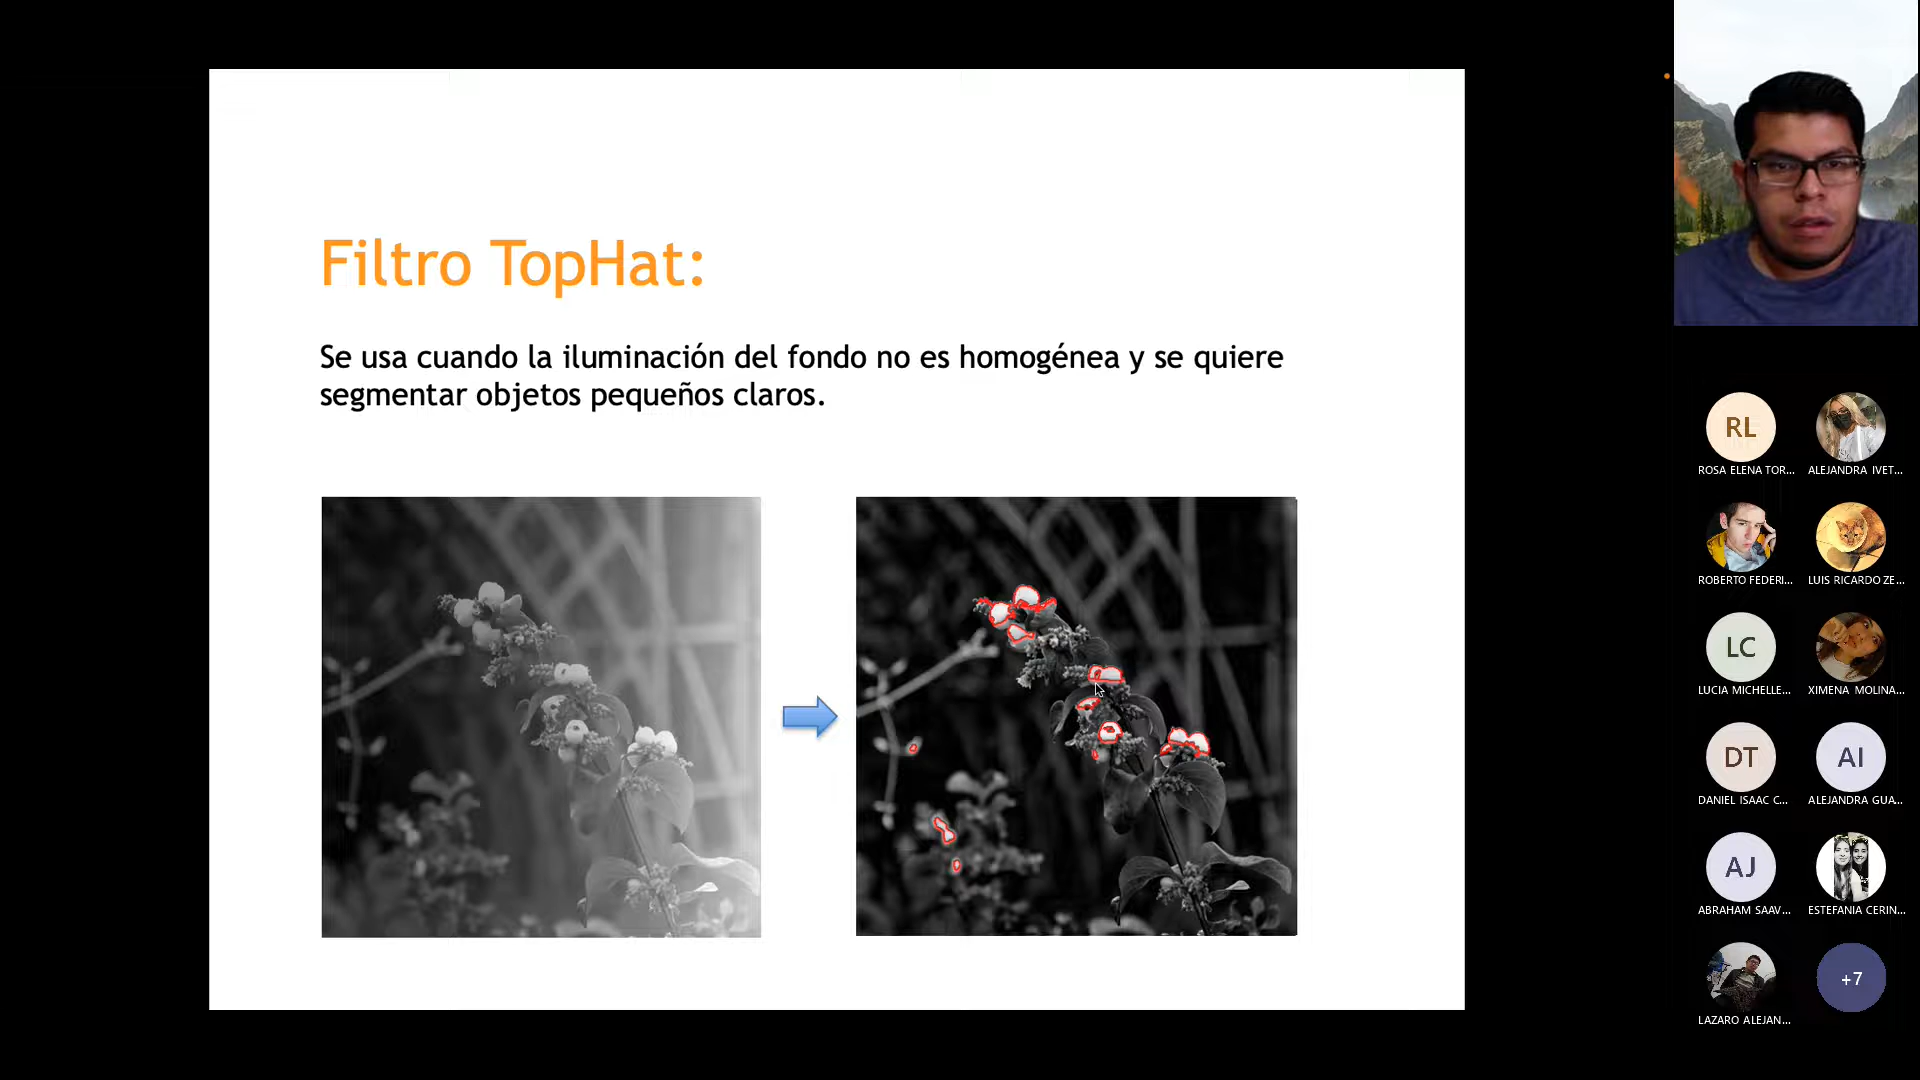 Filtro TopHat:
Se usa cuando la iluminación del fondo no es homogénea y se quiere
segmentar objetos pequeños claros.
RL
ROSA ELENA TOR...
ALEJANDRA IVET...
ROBERTO FEDERI...
LUIS RICARDO ZE...
LC
LUCIA MICHELLE...
XIMENA MOLINA...
DT
DANIEL ISAAC C...
AI
ALEJANDRA GUA...
AJ
ABRAHAM SAAV...
ESTEFANIA CERIN...
LAZARO ALEJAN...
+7